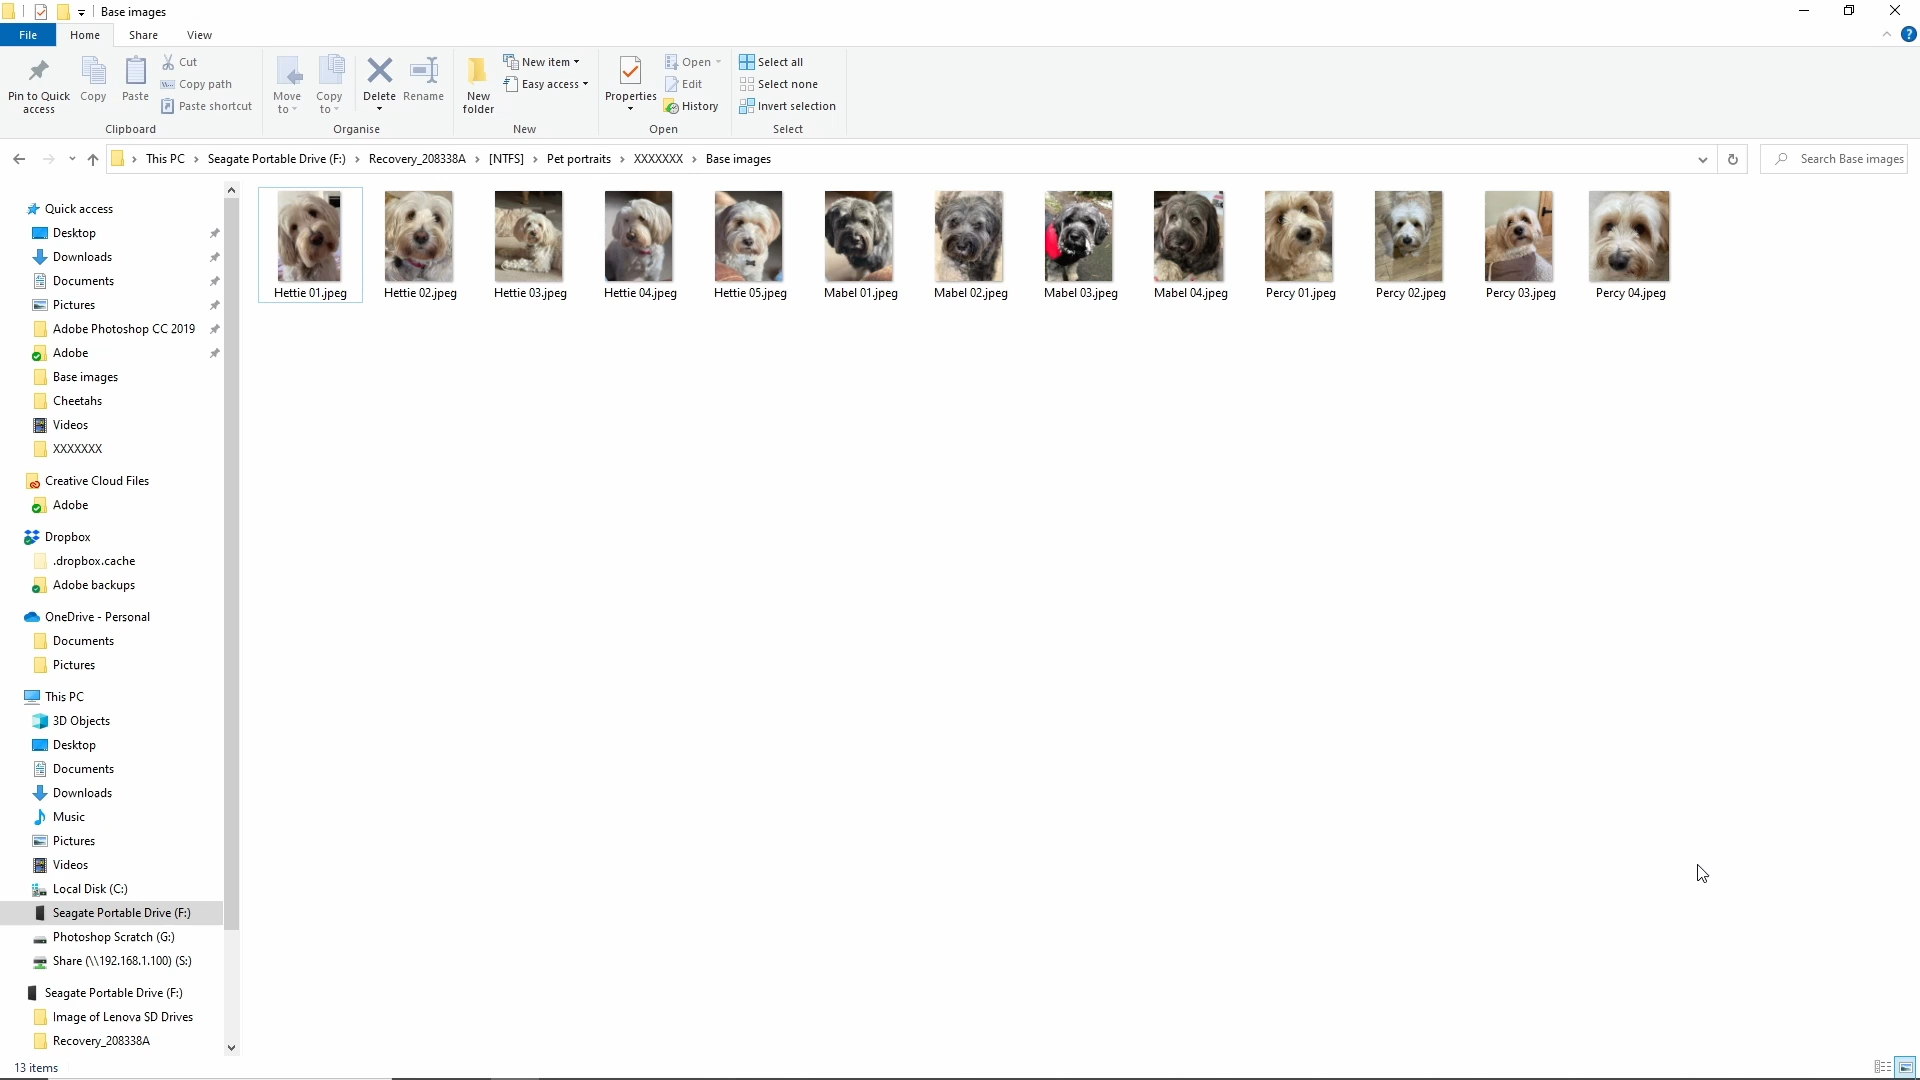 Base images
File Home Share View
Pin to Quick access
Copy
Paste
Cut
Copy path
Paste shortcut
Clipboard
Move to
Copy to
Delete
Rename
Organise
New folder
New item
Easy access
New
Properties
Open
Edit
History
Open
Select all
Select none
Invert selection
Select
This PC > Seagate Portable Drive (F:) > Recovery_208338A > [NTFS] > Pet portraits > XXXXXXX > Base images
Search Base images
Quick access
Desktop
Downloads
Documents
Pictures
Adobe Photoshop CC 2019
Adobe
Base images
Cheetahs
Videos
XXXXXXX
Creative Cloud Files
Adobe
Dropbox
.dropbox.cache
Adobe backups
OneDrive - Personal
Documents
Pictures
This PC
3D Objects
Desktop
Documents
Downloads
Music
Pictures
Videos
Local Disk (C:)
Seagate Portable Drive (F:)
Photoshop Scratch (G:)
Share (\\192.168.1.100) (S:)
Seagate Portable Drive (F:)
Image of Lenova SD Drives
Recovery_208338A
Hettie 01.jpeg Hettie 02.jpeg Hettie 03.jpeg Hettie 04.jpeg Hettie 05.jpeg Mabel 01.jpeg Mabel 02.jpeg Mabel 03.jpeg Mabel 04.jpeg Percy 01.jpeg Percy 02.jpeg Percy 03.jpeg Percy 04.jpeg
13 items